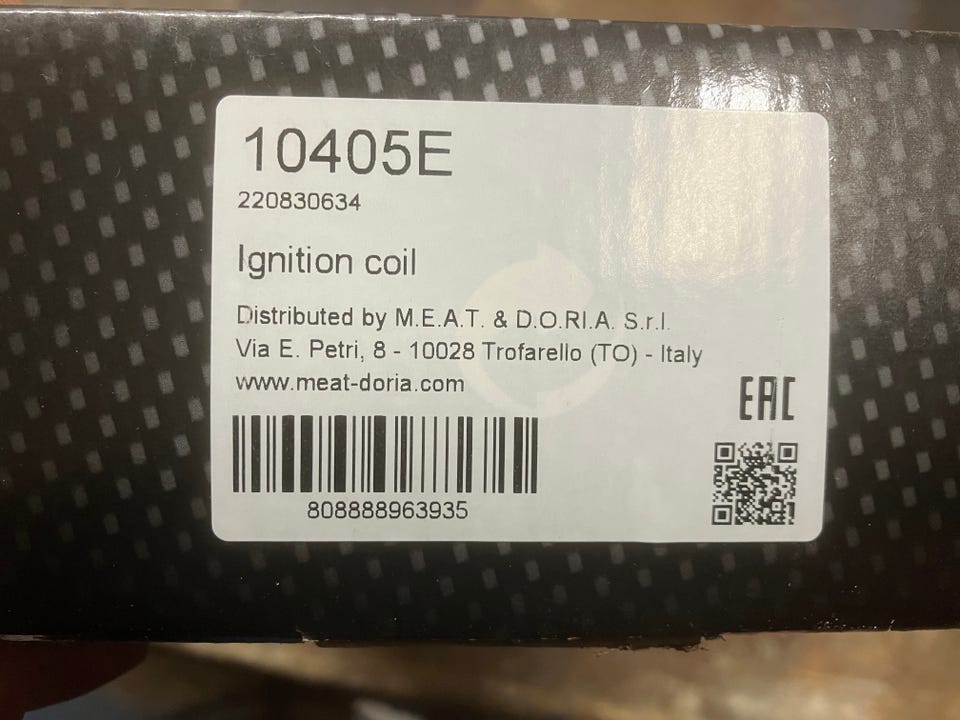 10405E
220830634
Ignition coil
Distributed by M.E.A.T. & D.O.RI.A. S.r.l.
Via E. Petri, 8 - 10028 Trofarello (TO) - Italy
www.meat-doria.com
EAC
808888963935